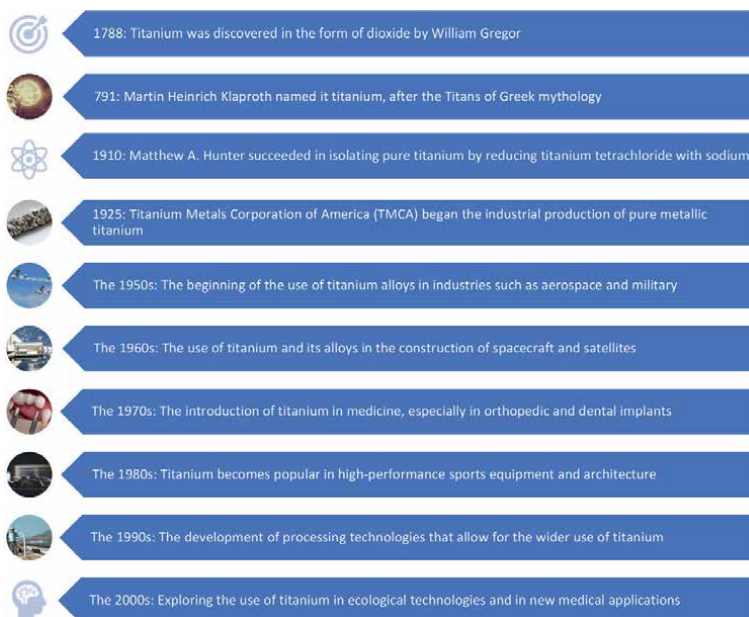 1788: Titanium was discovered in the form of dioxide by William Gregor
791: Martin Heinrich Klaproth named it titanium, after the Titans of Greek mythology
1910: Matthew A. Hunter succeeded in isolating pure titanium by reducing titanium tetrachloride with sodium
1925: Titanium Metals Corporation of America (TMCA) began the industrial production of pure metallic
titanium
The 1950s: The beginning of the use of titanium alloys in industries such as aerospace and military
The 1960s: The use of titanium and its alloys in the construction of spacecraft and satellites
The 1970s: The introduction of titanium in medicine, especially in orthopedic and dental implants
The 1980s: Titanium becomes popular in high-performance sports equipment and architecture
The 1990s: The development of processing technologies that allow for the wider use of titanium
The 2000s: Exploring the use of titanium in ecological technologies and in new medical applications